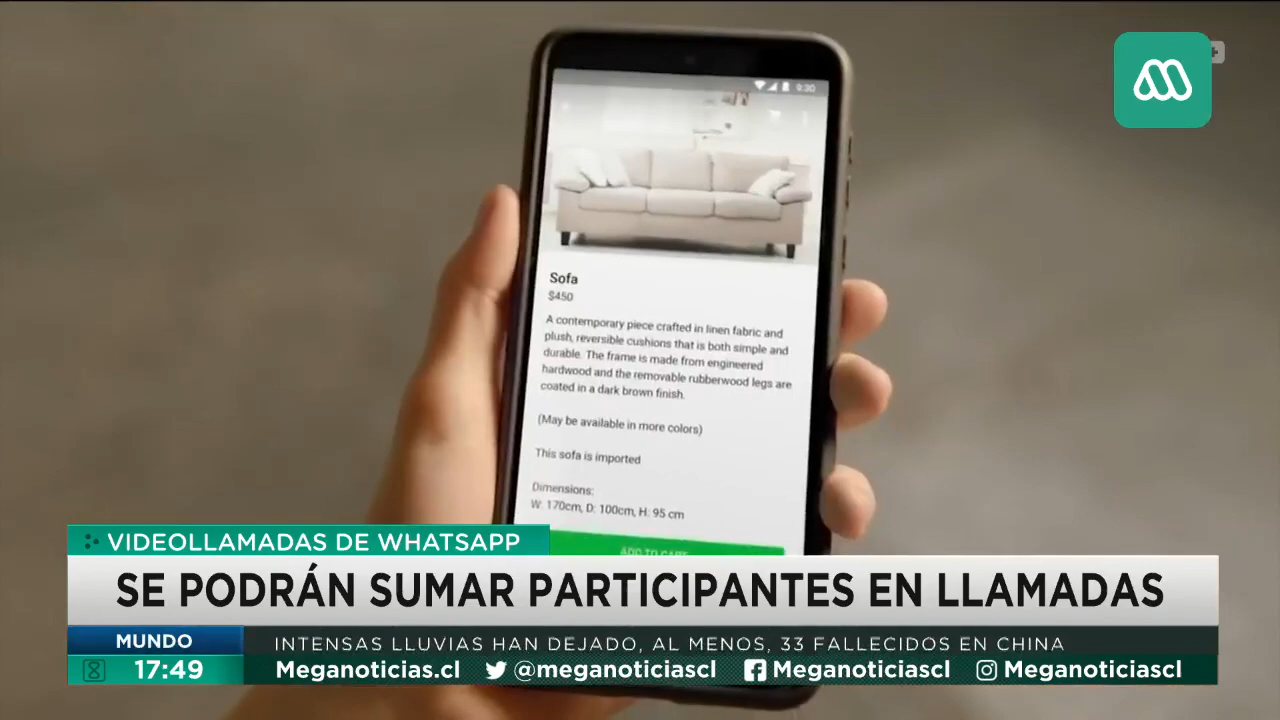 9:30
Sofa
$450
A contemporary piece crafted in linen fabric and
plush, reversible cushions that is both simple and
durable. The frame is made from engineered
hardwood and the removable rubberwood legs are
coated in a dark brown finish.
(May be available in more colors)
This sofa is imported
Dimensions:
W: 170cm, D: 100cm, H: 95 cm
ADD TO CART
VIDEOLLAMADAS DE WHATSAPP
SE PODRÁN SUMAR PARTICIPANTES EN LLAMADAS
MUNDO INTENSAS LLUVIAS HAN DEJADO, AL MENOS, 33 FALLECIDOS EN CHINA
17:49 Meganoticias.cl @meganoticiascl Meganoticiascl Meganoticiascl